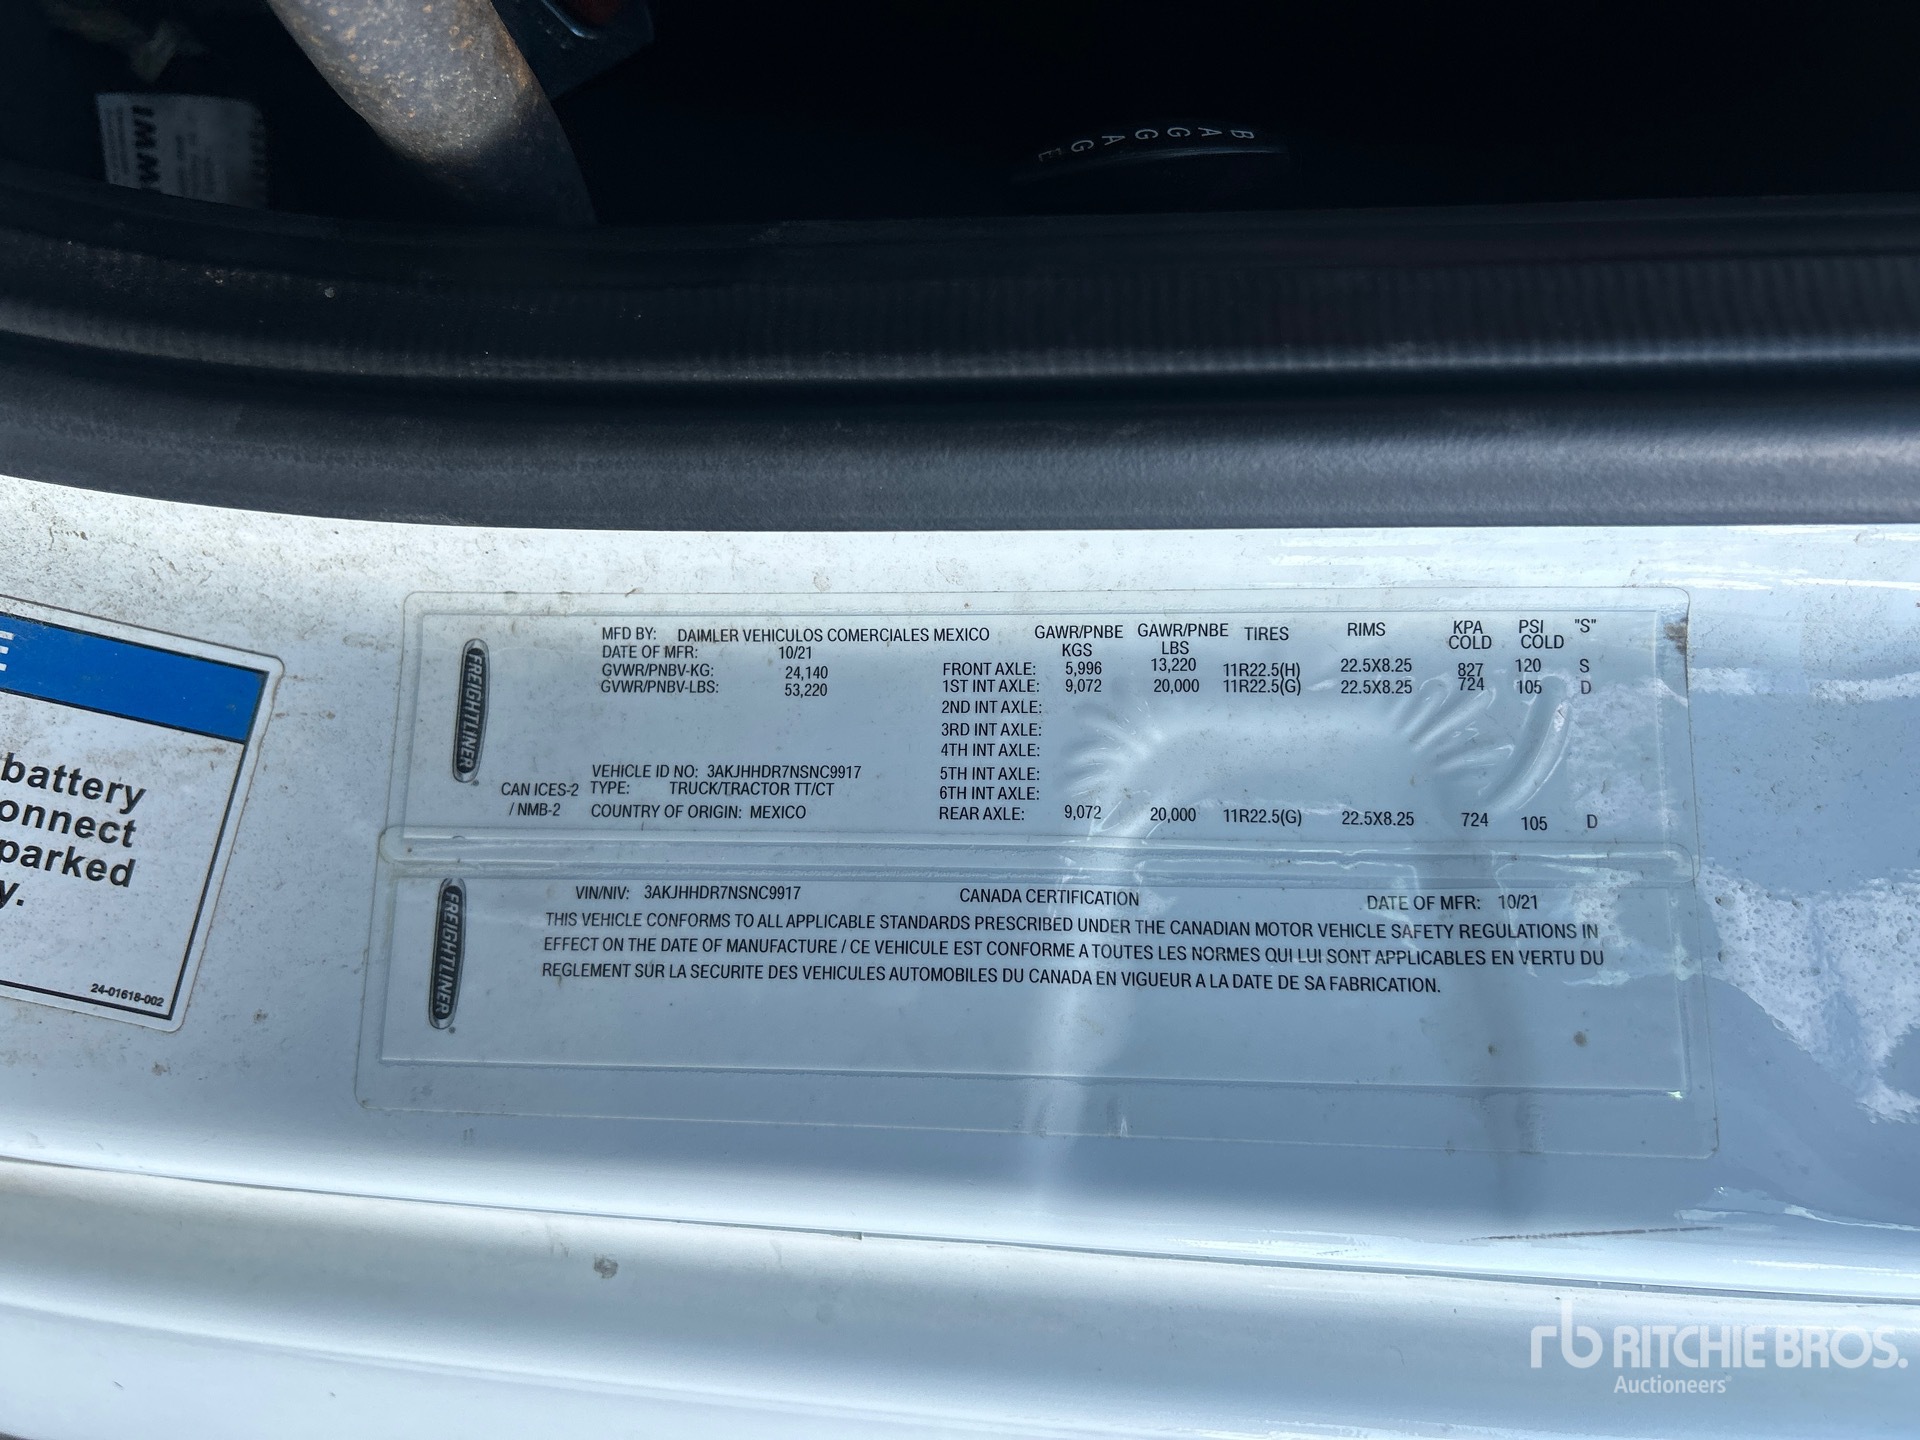 IMMI
BAGGAGE
E
battery
onnect
parked
y.
24-01618-002
FREIGHTLINER
MFD BY: DAIMLER VEHICULOS COMERCIALES MEXICO
DATE OF MFR: 10/21
GVWR/PNBV-KG: 24,140
GVWR/PNBV-LBS: 53,220
VEHICLE ID NO: 3AKJHHDR7NSNC9917
CAN ICES-2 TYPE: TRUCK/TRACTOR TT/CT
/ NMB-2 COUNTRY OF ORIGIN: MEXICO
GAWR/PNBE GAWR/PNBE TIRES RIMS KPA PSI "S"
KGS LBS COLD COLD
FRONT AXLE: 5,996 13,220 11R22.5(H) 22.5X8.25 827 120 S
1ST INT AXLE: 9,072 20,000 11R22.5(G) 22.5X8.25 724 105 D
2ND INT AXLE:
3RD INT AXLE:
4TH INT AXLE:
5TH INT AXLE:
6TH INT AXLE:
REAR AXLE: 9,072 20,000 11R22.5(G) 22.5X8.25 724 105 D
FREIGHTLINER
VIN/NIV: 3AKJHHDR7NSNC9917 CANADA CERTIFICATION DATE OF MFR: 10/21
THIS VEHICLE CONFORMS TO ALL APPLICABLE STANDARDS PRESCRIBED UNDER THE CANADIAN MOTOR VEHICLE SAFETY REGULATIONS IN
EFFECT ON THE DATE OF MANUFACTURE / CE VEHICULE EST CONFORME A TOUTES LES NORMES QUI LUI SONT APPLICABLES EN VERTU DU
REGLEMENT SUR LA SECURITE DES VEHICULES AUTOMOBILES DU CANADA EN VIGUEUR A LA DATE DE SA FABRICATION.
rb RITCHIE BROS.
Auctioneers